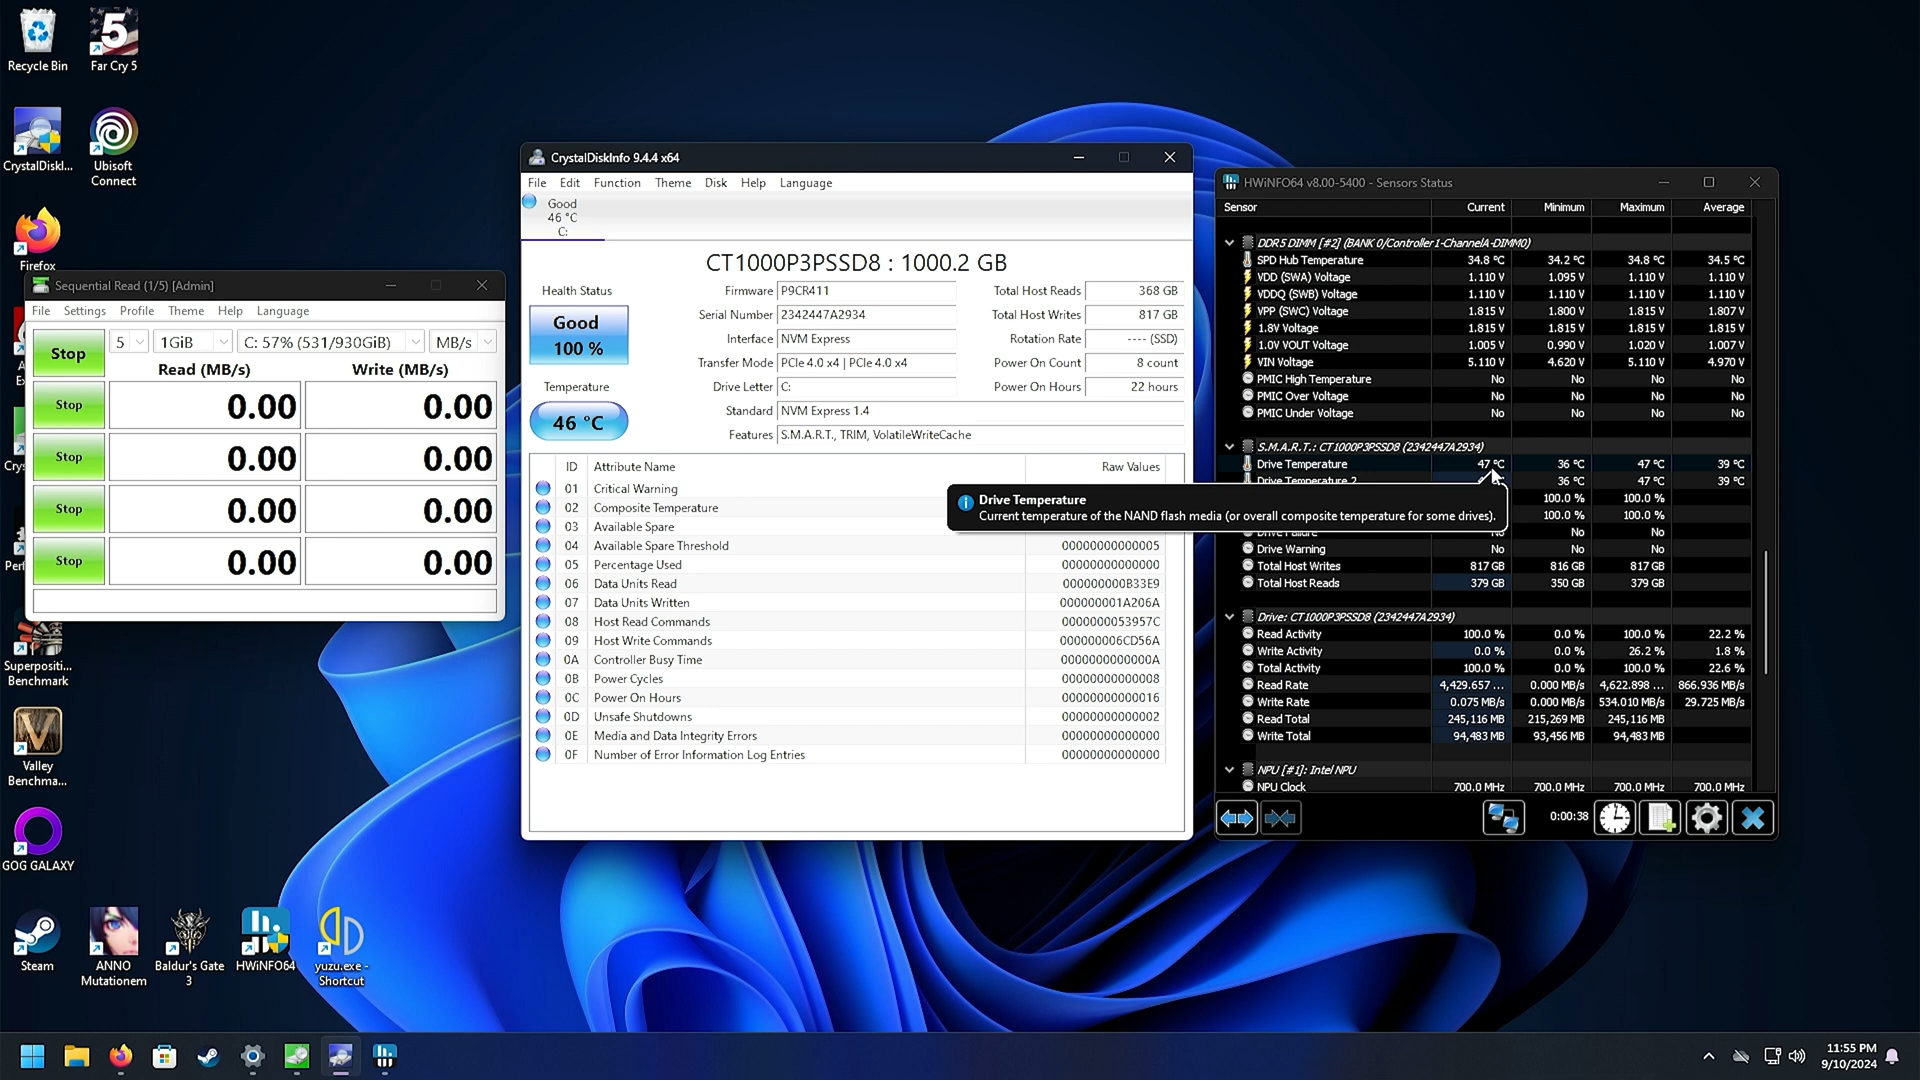 Recycle Bin
Far Cry 5
CrystalDiskI...
Ubisoft
Connect
Firefox
Superpositi...
Benchmark
Valley
Benchma...
GOG GALAXY
Steam
ANNO
Mutationem
Baldur's Gate
3
HWiNFO64
yuzu.exe -
Shortcut
Sequential Read (1/5) [Admin]
File Settings Profile Theme Help Language
Stop 5 1GiB C: 57% (531/930GiB) MB/s
Read (MB/s) Write (MB/s)
Stop 0.00 0.00
Stop 0.00 0.00
Stop 0.00 0.00
Stop 0.00 0.00
CrystalDiskInfo 9.4.4 x64
File Edit Function Theme Disk Help Language
Good
46 °C
C:
CT1000P3PSSD8 : 1000.2 GB
Health Status
Good
100 %
Temperature
46 °C
Firmware P9CR411 Total Host Reads 368 GB
Serial Number 2342447A2934 Total Host Writes 817 GB
Interface NVM Express Rotation Rate ---- (SSD)
Transfer Mode PCIe 4.0 x4 | PCIe 4.0 x4 Power On Count 8 count
Drive Letter C: Power On Hours 22 hours
Standard NVM Express 1.4
Features S.M.A.R.T., TRIM, VolatileWriteCache
ID Attribute Name Raw Values
01 Critical Warning
02 Composite Temperature
03 Available Spare
04 Available Spare Threshold 00000000000005
05 Percentage Used 00000000000000
06 Data Units Read 000000000B33E9
07 Data Units Written 000000001A206A
08 Host Read Commands 0000000053957C
09 Host Write Commands 000000006CD56A
0A Controller Busy Time 0000000000000A
0B Power Cycles 00000000000008
0C Power On Hours 00000000000016
0D Unsafe Shutdowns 00000000000002
0E Media and Data Integrity Errors 00000000000000
0F Number of Error Information Log Entries 00000000000000
HWiNFO64 v8.00-5400 - Sensors Status
Sensor Current Minimum Maximum Average
DDR5 DIMM [#2] (BANK 0/Controller1-ChannelA-DIMM0)
SPD Hub Temperature 34.8 °C 34.2 °C 34.8 °C 34.5 °C
VDD (SWA) Voltage 1.110 V 1.095 V 1.110 V 1.110 V
VDDQ (SWB) Voltage 1.110 V 1.110 V 1.110 V 1.110 V
VPP (SWC) Voltage 1.815 V 1.800 V 1.815 V 1.807 V
1.8V Voltage 1.815 V 1.815 V 1.815 V 1.815 V
1.0V VOUT Voltage 1.005 V 0.990 V 1.020 V 1.007 V
VIN Voltage 5.110 V 4.620 V 5.110 V 4.970 V
PMIC High Temperature No No No No
PMIC Over Voltage No No No No
PMIC Under Voltage No No No No
S.M.A.R.T.: CT1000P3PSSD8 (2342447A2934)
Drive Temperature 47 °C 36 °C 47 °C 39 °C
Drive Temperature 2 36 °C 47 °C 39 °C
100.0 % 100.0 %
100.0 % 100.0 %
Drive Temperature
Current temperature of the NAND flash media (or overall composite temperature for some drives).
Drive Failure No No No
Drive Warning No No No
Total Host Writes 817 GB 816 GB 817 GB
Total Host Reads 379 GB 350 GB 379 GB
Drive: CT1000P3PSSD8 (2342447A2934)
Read Activity 100.0 % 0.0 % 100.0 % 22.2 %
Write Activity 0.0 % 0.0 % 26.2 % 1.8 %
Total Activity 100.0 % 0.0 % 100.0 % 22.6 %
Read Rate 4,429.657 ... 0.000 MB/s 4,622.898 ... 866.936 MB/s
Write Rate 0.075 MB/s 0.000 MB/s 534.010 MB/s 29.725 MB/s
Read Total 245,116 MB 215,269 MB 245,116 MB
Write Total 94,483 MB 93,456 MB 94,483 MB
NPU [#1]: Intel NPU
NPU Clock 700.0 MHz 700.0 MHz 700.0 MHz 700.0 MHz
0:00:38
11:55 PM
9/10/2024